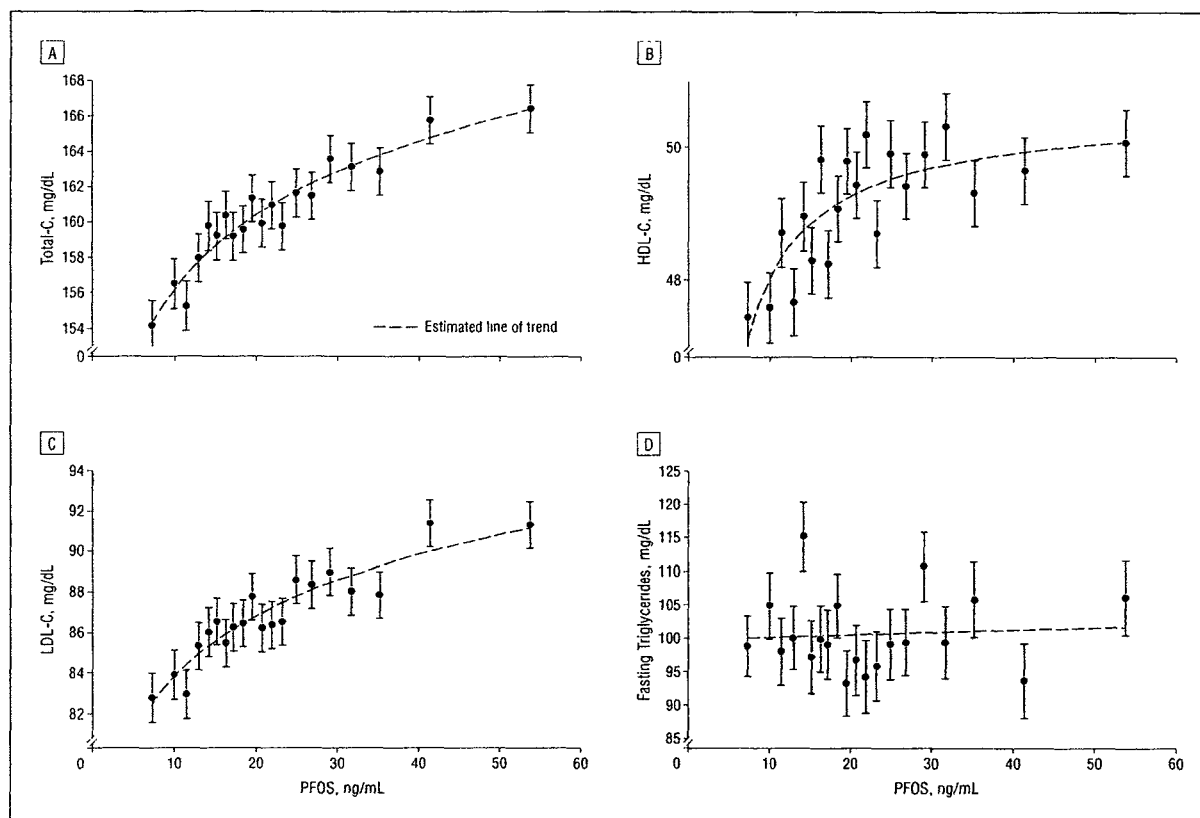 A
168
166
164
162
160
158
156
154
0
Total-C, mg/dL
Estimated line of trend
B
50
48
0
HDL-C, mg/dL
C
94
92
90
88
86
84
82
LDL-C, mg/dL
0 10 20 30 40 50 60
PFOS, ng/mL
D
125
120
115
110
105
100
95
90
85
Fasting Triglycerides, mg/dL
0 10 20 30 40 50 60
PFOS, ng/mL